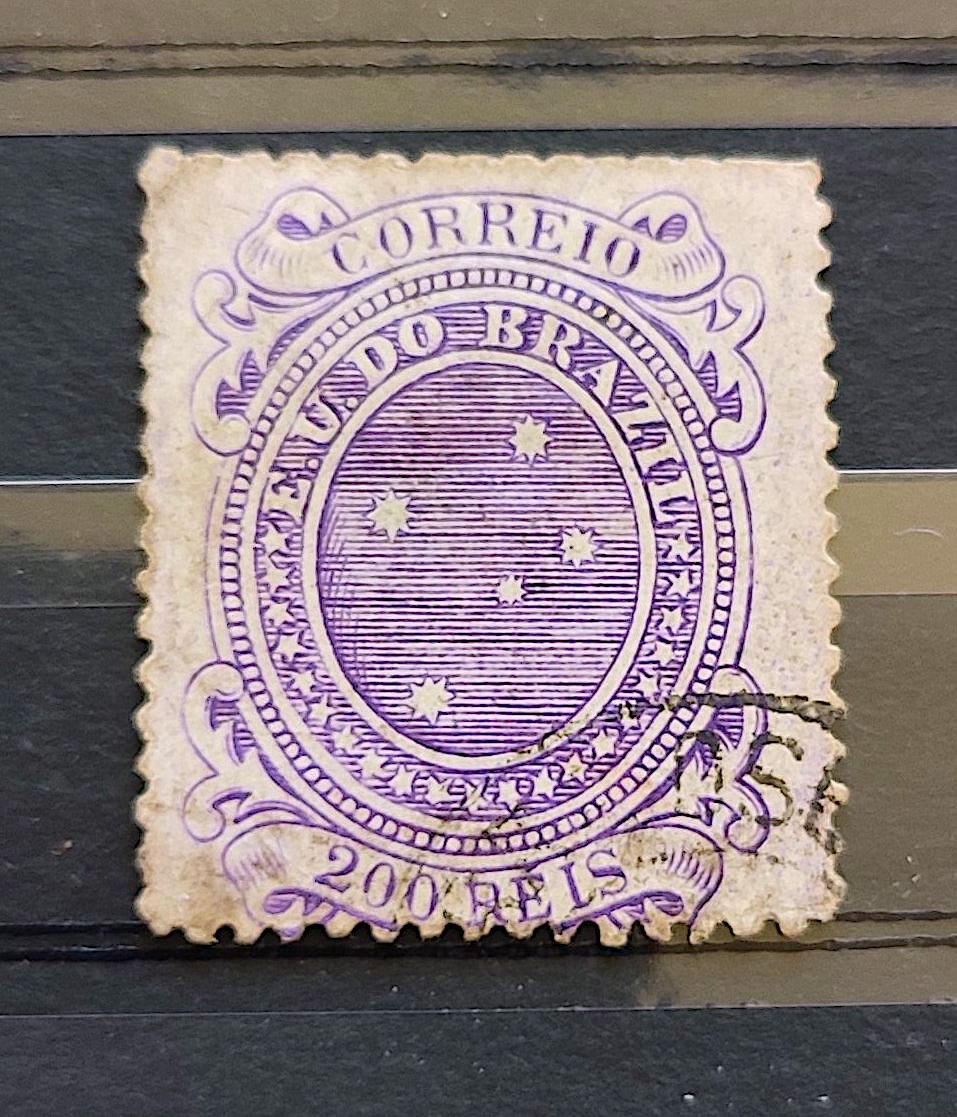 CORREIO
E.U.DO BRAZIL
200 REIS